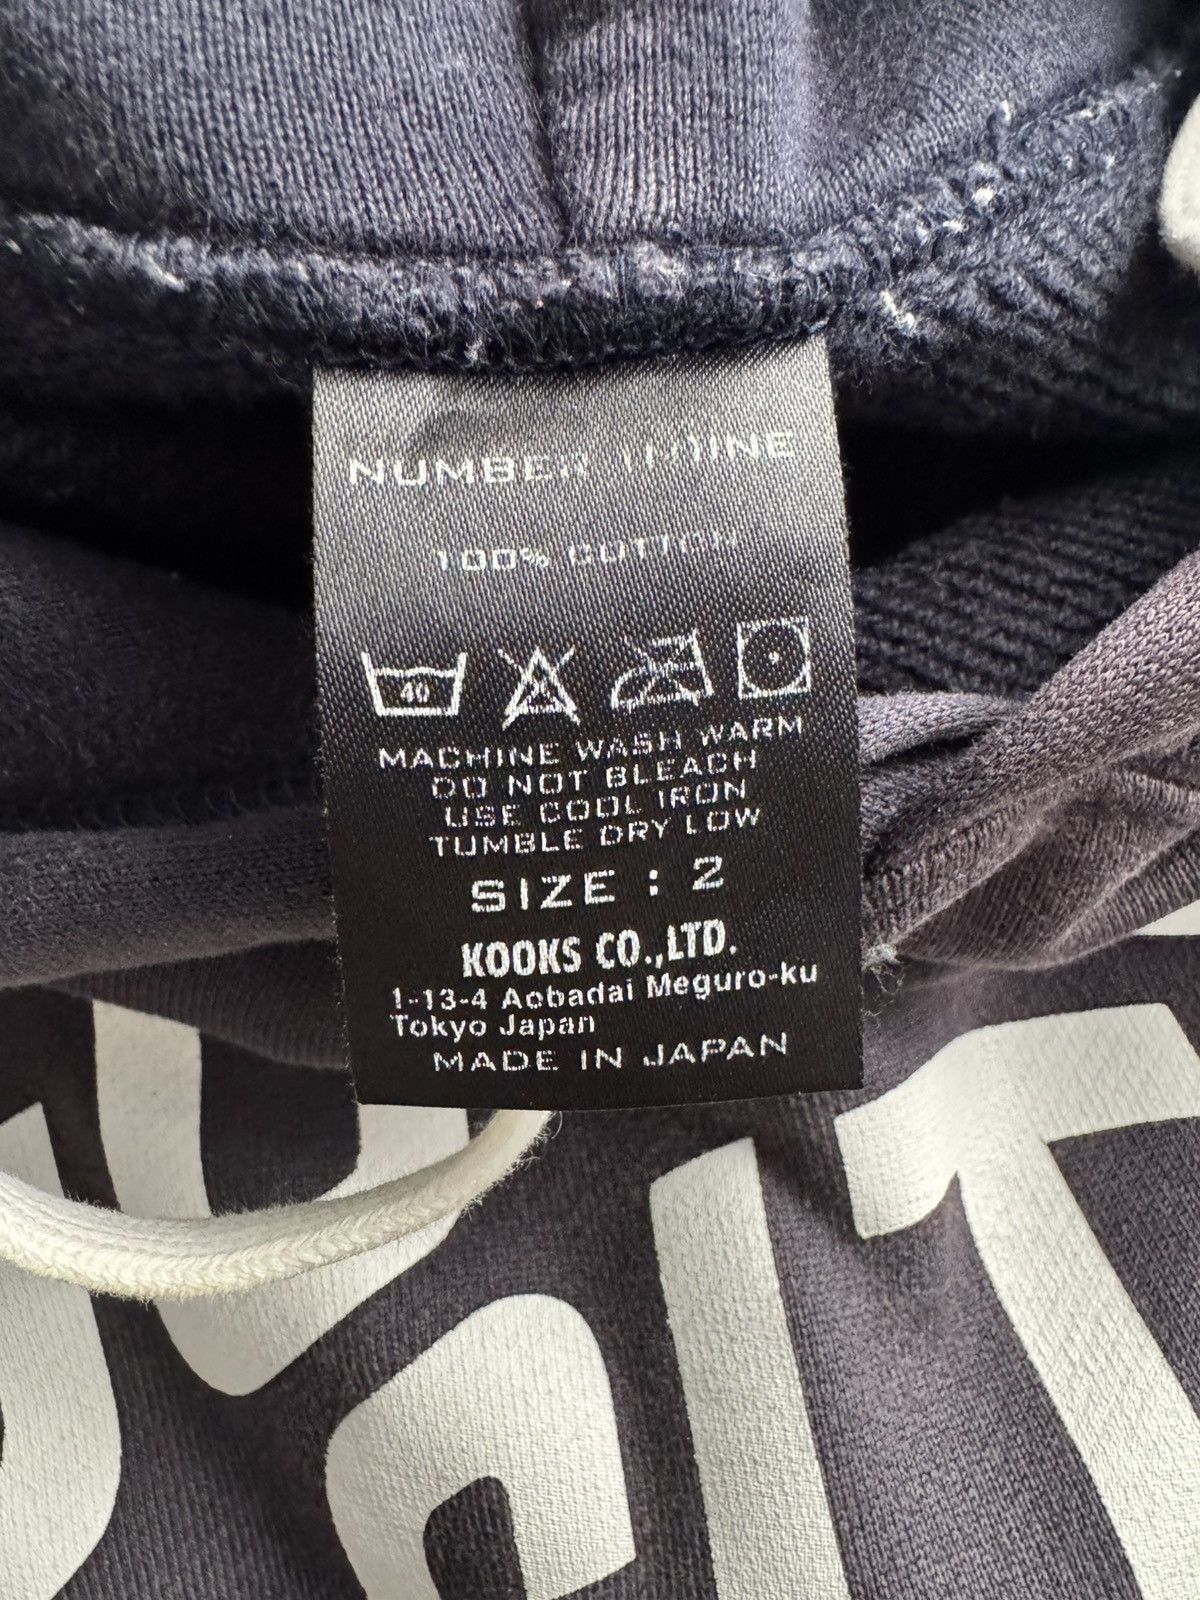 NUMBER (N)INE
100% COTTON
40
MACHINE WASH WARM
DO NOT BLEACH
USE COOL IRON
TUMBLE DRY LOW
SIZE : 2
KOOKS CO.,LTD.
1-13-4 Aobadai Meguro-ku
Tokyo Japan
MADE IN JAPAN